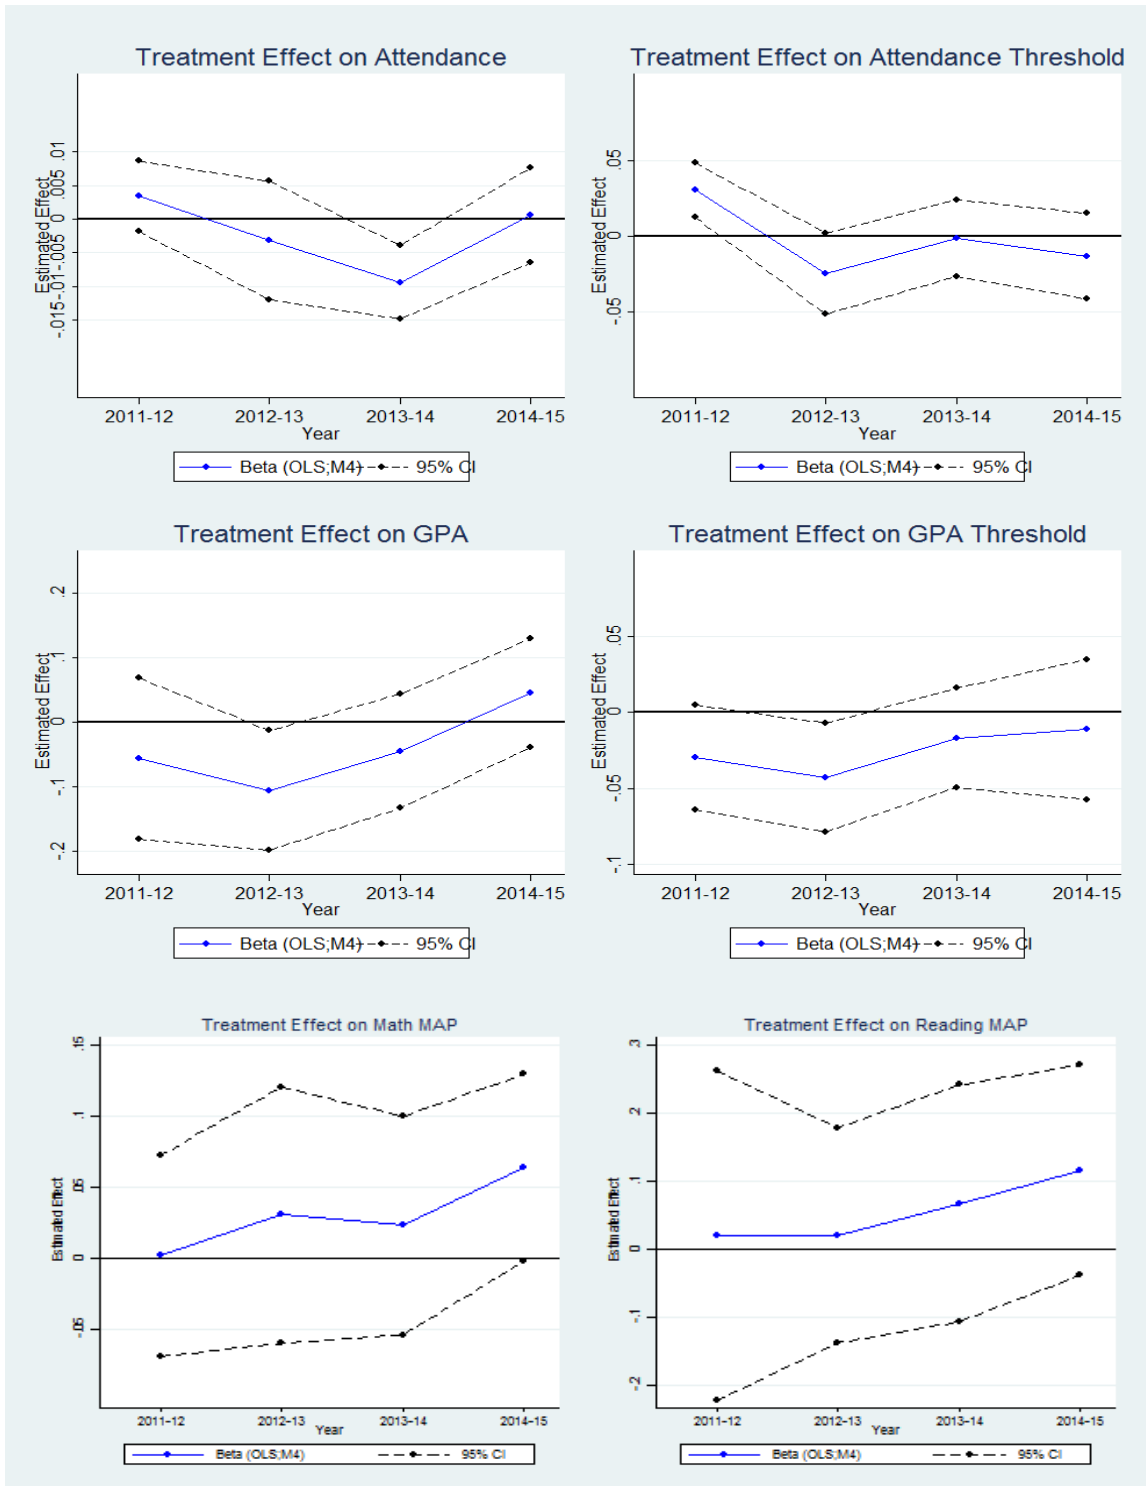 Treatment Effect on Attendance
Estimated Effect
.01
.005
0
-.005
-.01
-.015
2011-12 2012-13 2013-14 2014-15
Year
Beta (OLS;M4) 95% CI
Treatment Effect on Attendance Threshold
Estimated Effect
.05
0
-.05
2011-12 2012-13 2013-14 2014-15
Year
Beta (OLS;M4) 95% CI
Treatment Effect on GPA
Estimated Effect
.2
.1
0
-.1
-.2
2011-12 2012-13 2013-14 2014-15
Year
Beta (OLS;M4) 95% CI
Treatment Effect on GPA Threshold
Estimated Effect
.05
0
-.05
-.1
2011-12 2012-13 2013-14 2014-15
Year
Beta (OLS;M4) 95% CI
Treatment Effect on Math MAP
Estimated Effect
.15
.1
.05
0
-.05
2011-12 2012-13 2013-14 2014-15
Year
Beta (OLS;M4) 95% CI
Treatment Effect on Reading MAP
Estimated Effect
.3
.2
.1
0
-.1
-.2
2011-12 2012-13 2013-14 2014-15
Year
Beta (OLS;M4) 95% CI